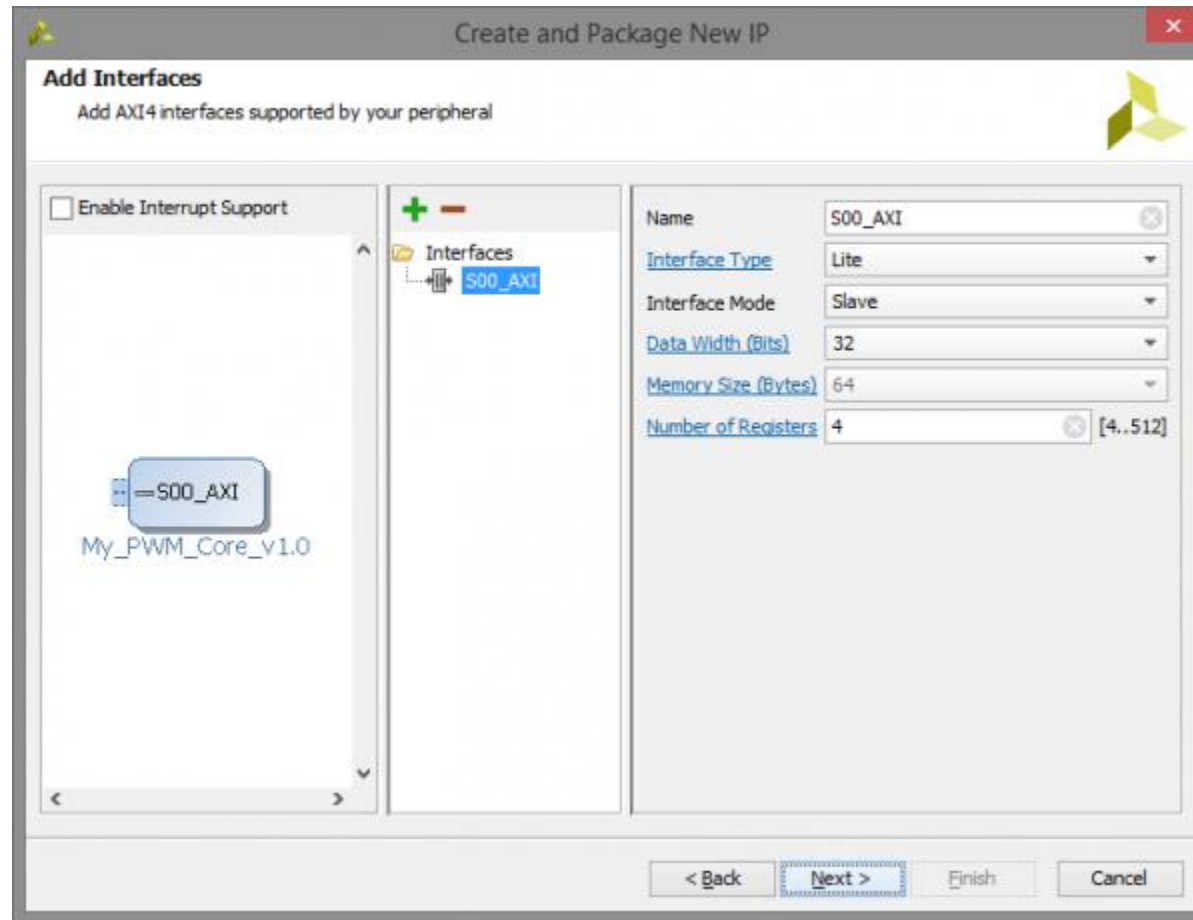 Create and Package New IP
Add Interfaces
Add AXI4 interfaces supported by your peripheral
Enable Interrupt Support
S00_AXI
My_PWM_Core_v1.0
Interfaces
S00_AXI
Name S00_AXI
Interface Type Lite
Interface Mode Slave
Data Width (Bits) 32
Memory Size (Bytes) 64
Number of Registers 4 [4..512]
< Back Next > Finish Cancel